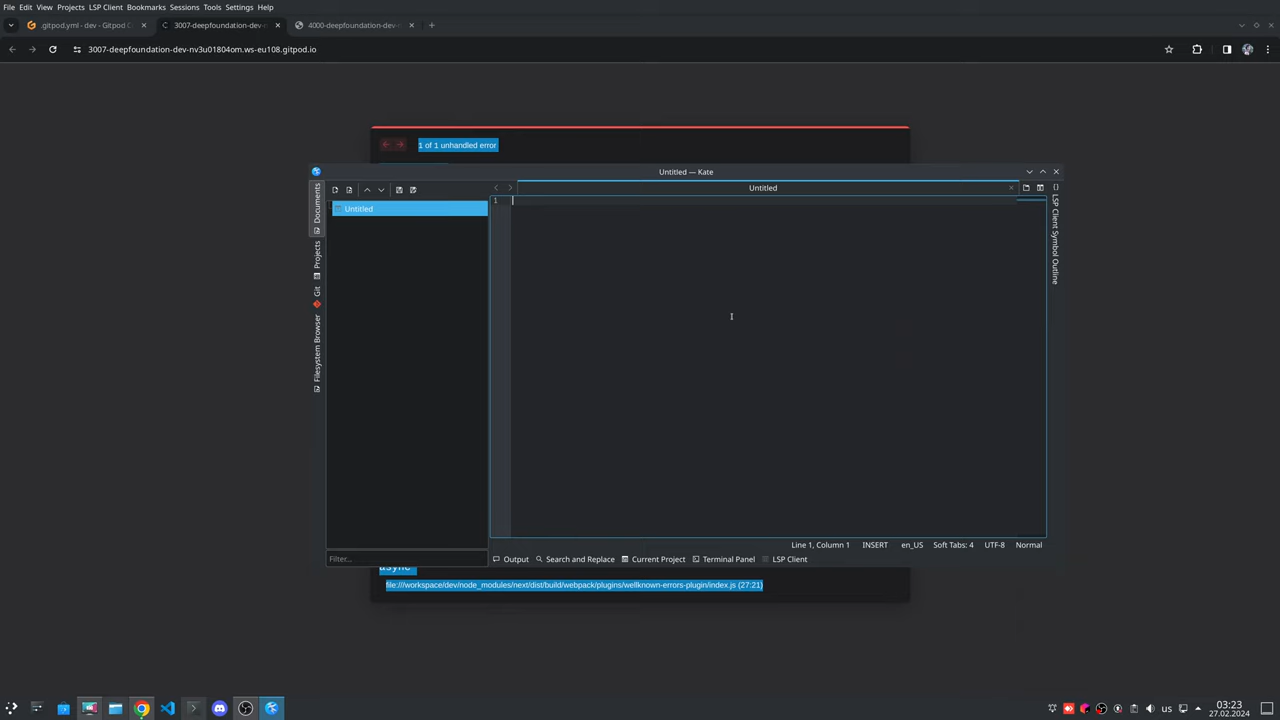 File Edit View Projects LSP Client Bookmarks Sessions Tools Settings Help
.gitpod.yml - dev - Gitpod C
3007-deepfoundation-dev-
4000-deepfoundation-dev-
3007-deepfoundation-dev-nv3u01804om.ws-eu108.gitpod.io
1 of 1 unhandled error
Untitled — Kate
Untitled
Documents
Projects
Git
Filesystem Browser
Untitled
1
LSP Client Symbol Outline
Line 1, Column 1 INSERT en_US Soft Tabs: 4 UTF-8 Normal
Filter...
Output Search and Replace Current Project Terminal Panel LSP Client
async
file:///workspace/dev/node_modules/next/dist/build/webpack/plugins/wellknown-errors-plugin/index.js (27:21)
us
03:23
27.02.2024